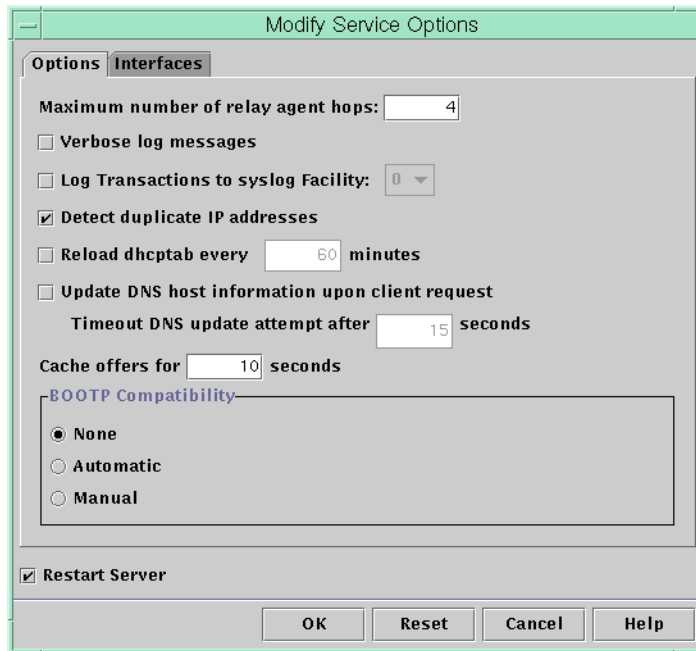 Modify Service Options
Options Interfaces
Maximum number of relay agent hops: 4
Verbose log messages
Log Transactions to syslog Facility: 0
Detect duplicate IP addresses
Reload dhcptab every 60 minutes
Update DNS host information upon client request
Timeout DNS update attempt after 15 seconds
Cache offers for 10 seconds
BOOTP Compatibility
None
Automatic
Manual
Restart Server
OK Reset Cancel Help